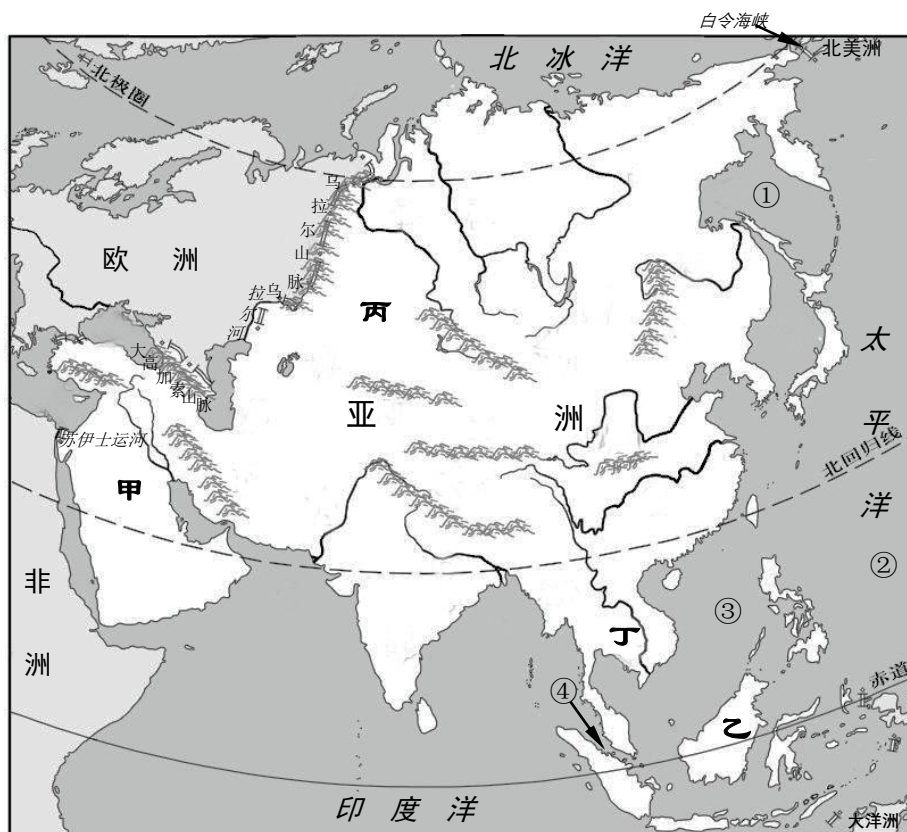 白令海峡
北美洲
北冰洋
北极圈
①
乌拉尔山脉
欧洲
乌拉尔河
丙
太平洋
大高加索山脉
亚洲
苏伊士运河
北回归线
甲
②
非洲
③
丁
④
赤道
乙
印度洋
大洋洲